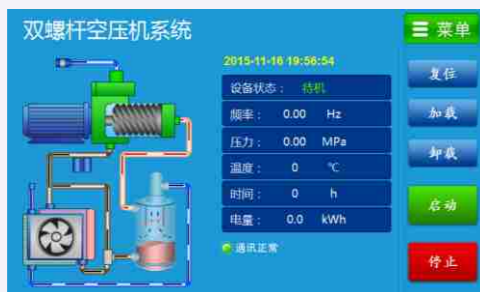 双螺杆空压机系统
菜单
2015-11-16 19:56:54
设备状态： 待机
频率： 0.00 Hz
压力： 0.00 MPa
温度： 0 ℃
时间： 0 h
电量： 0.0 kWh
通讯正常
复位
加载
卸载
启动
停止